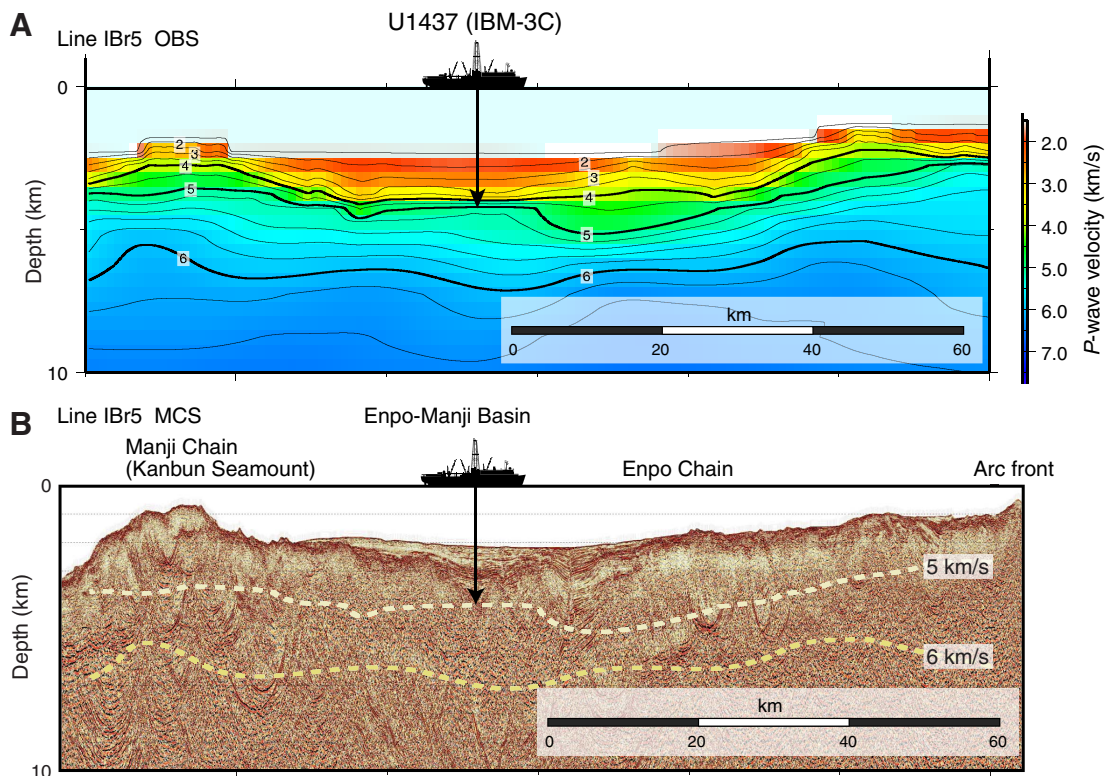 A
Line IBr5 OBS
U1437 (IBM-3C)
0
Depth (km)
10
2
3
4
5
6
2
3
4
5
6
km
0 20 40 60
2.0
3.0
4.0
5.0
6.0
7.0
P-wave velocity (km/s)
B
Line IBr5 MCS
Enpo-Manji Basin
Manji Chain
(Kanbun Seamount)
Enpo Chain
Arc front
0
Depth (km)
10
5 km/s
6 km/s
km
0 20 40 60